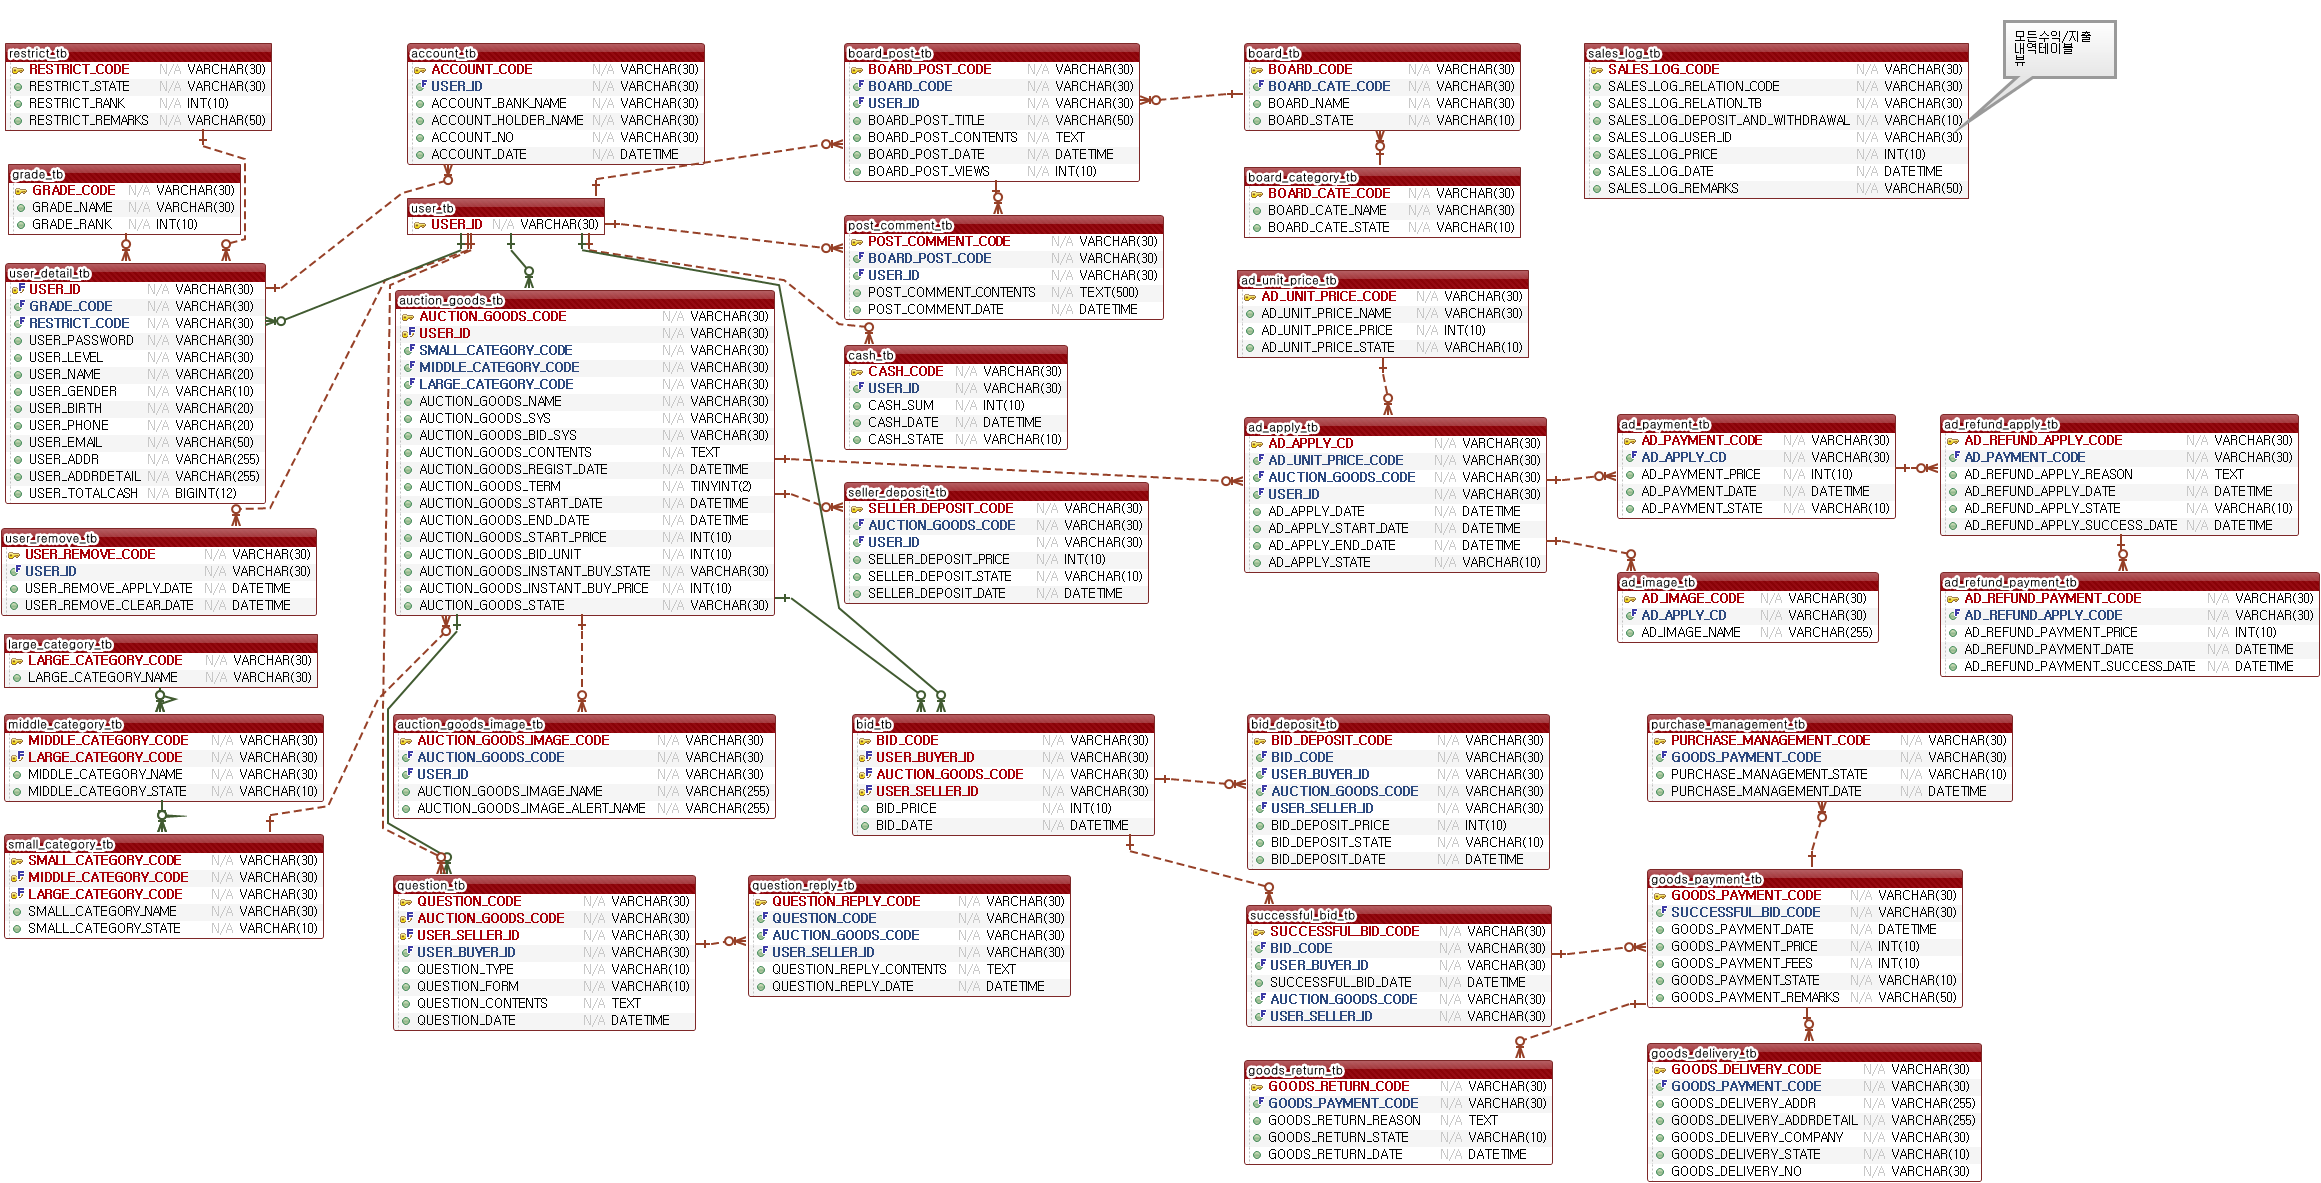 restrict_tb
RESTRICT_CODE N/A VARCHAR(30)
RESTRICT_STATE N/A VARCHAR(30)
RESTRICT_RANK N/A INT(10)
RESTRICT_REMARKS N/A VARCHAR(50)
grade_tb
GRADE_CODE N/A VARCHAR(30)
GRADE_NAME N/A VARCHAR(30)
GRADE_RANK N/A INT(10)
user_detail_tb
USER_ID N/A VARCHAR(30)
GRADE_CODE N/A VARCHAR(30)
RESTRICT_CODE N/A VARCHAR(30)
USER_PASSWORD N/A VARCHAR(30)
USER_LEVEL N/A VARCHAR(30)
USER_NAME N/A VARCHAR(20)
USER_GENDER N/A VARCHAR(10)
USER_BIRTH N/A VARCHAR(20)
USER_PHONE N/A VARCHAR(20)
USER_EMAIL N/A VARCHAR(50)
USER_ADDR N/A VARCHAR(255)
USER_ADDRDETAIL N/A VARCHAR(255)
USER_TOTALCASH N/A BIGINT(12)
user_remove_tb
USER_REMOVE_CODE N/A VARCHAR(30)
USER_ID N/A VARCHAR(30)
USER_REMOVE_APPLY_DATE N/A DATETIME
USER_REMOVE_CLEAR_DATE N/A DATETIME
large_category_tb
LARGE_CATEGORY_CODE N/A VARCHAR(30)
LARGE_CATEGORY_NAME N/A VARCHAR(30)
middle_category_tb
MIDDLE_CATEGORY_CODE N/A VARCHAR(30)
LARGE_CATEGORY_CODE N/A VARCHAR(30)
MIDDLE_CATEGORY_NAME N/A VARCHAR(30)
MIDDLE_CATEGORY_STATE N/A VARCHAR(10)
small_category_tb
SMALL_CATEGORY_CODE N/A VARCHAR(30)
MIDDLE_CATEGORY_CODE N/A VARCHAR(30)
LARGE_CATEGORY_CODE N/A VARCHAR(30)
SMALL_CATEGORY_NAME N/A VARCHAR(30)
SMALL_CATEGORY_STATE N/A VARCHAR(10)
account_tb
ACCOUNT_CODE N/A VARCHAR(30)
USER_ID N/A VARCHAR(30)
ACCOUNT_BANK_NAME N/A VARCHAR(30)
ACCOUNT_HOLDER_NAME N/A VARCHAR(30)
ACCOUNT_NO N/A VARCHAR(30)
ACCOUNT_DATE N/A DATETIME
user_tb
USER_ID N/A VARCHAR(30)
auction_goods_tb
AUCTION_GOODS_CODE N/A VARCHAR(30)
USER_ID N/A VARCHAR(30)
SMALL_CATEGORY_CODE N/A VARCHAR(30)
MIDDLE_CATEGORY_CODE N/A VARCHAR(30)
LARGE_CATEGORY_CODE N/A VARCHAR(30)
AUCTION_GOODS_NAME N/A VARCHAR(30)
AUCTION_GOODS_SYS N/A VARCHAR(30)
AUCTION_GOODS_BID_SYS N/A VARCHAR(30)
AUCTION_GOODS_CONTENTS N/A TEXT
AUCTION_GOODS_REGIST_DATE N/A DATETIME
AUCTION_GOODS_TERM N/A TINYINT(2)
AUCTION_GOODS_START_DATE N/A DATETIME
AUCTION_GOODS_END_DATE N/A DATETIME
AUCTION_GOODS_START_PRICE N/A INT(10)
AUCTION_GOODS_BID_UNIT N/A INT(10)
AUCTION_GOODS_INSTANT_BUY_STATE N/A VARCHAR(30)
AUCTION_GOODS_INSTANT_BUY_PRICE N/A INT(10)
AUCTION_GOODS_STATE N/A VARCHAR(30)
auction_goods_image_tb
AUCTION_GOODS_IMAGE_CODE N/A VARCHAR(30)
AUCTION_GOODS_CODE N/A VARCHAR(30)
USER_ID N/A VARCHAR(30)
AUCTION_GOODS_IMAGE_NAME N/A VARCHAR(255)
AUCTION_GOODS_IMAGE_ALERT_NAME N/A VARCHAR(255)
question_tb
QUESTION_CODE N/A VARCHAR(30)
AUCTION_GOODS_CODE N/A VARCHAR(30)
USER_SELLER_ID N/A VARCHAR(30)
USER_BUYER_ID N/A VARCHAR(30)
QUESTION_TYPE N/A VARCHAR(10)
QUESTION_FORM N/A VARCHAR(10)
QUESTION_CONTENTS N/A TEXT
QUESTION_DATE N/A DATETIME
question_reply_tb
QUESTION_REPLY_CODE N/A VARCHAR(30)
QUESTION_CODE N/A VARCHAR(30)
AUCTION_GOODS_CODE N/A VARCHAR(30)
USER_SELLER_ID N/A VARCHAR(30)
QUESTION_REPLY_CONTENTS N/A TEXT
QUESTION_REPLY_DATE N/A DATETIME
board_post_tb
BOARD_POST_CODE N/A VARCHAR(30)
BOARD_CODE N/A VARCHAR(30)
USER_ID N/A VARCHAR(30)
BOARD_POST_TITLE N/A VARCHAR(50)
BOARD_POST_CONTENTS N/A TEXT
BOARD_POST_DATE N/A DATETIME
BOARD_POST_VIEWS N/A INT(10)
post_comment_tb
POST_COMMENT_CODE N/A VARCHAR(30)
BOARD_POST_CODE N/A VARCHAR(30)
USER_ID N/A VARCHAR(30)
POST_COMMENT_CONTENTS N/A TEXT(500)
POST_COMMENT_DATE N/A DATETIME
cash_tb
CASH_CODE N/A VARCHAR(30)
USER_ID N/A VARCHAR(30)
CASH_SUM N/A INT(10)
CASH_DATE N/A DATETIME
CASH_STATE N/A VARCHAR(10)
seller_deposit_tb
SELLER_DEPOSIT_CODE N/A VARCHAR(30)
AUCTION_GOODS_CODE N/A VARCHAR(30)
USER_ID N/A VARCHAR(30)
SELLER_DEPOSIT_PRICE N/A INT(10)
SELLER_DEPOSIT_STATE N/A VARCHAR(10)
SELLER_DEPOSIT_DATE N/A DATETIME
bid_tb
BID_CODE N/A VARCHAR(30)
USER_BUYER_ID N/A VARCHAR(30)
AUCTION_GOODS_CODE N/A VARCHAR(30)
USER_SELLER_ID N/A VARCHAR(30)
BID_PRICE N/A INT(10)
BID_DATE N/A DATETIME
board_tb
BOARD_CODE N/A VARCHAR(30)
BOARD_CATE_CODE N/A VARCHAR(30)
BOARD_NAME N/A VARCHAR(30)
BOARD_STATE N/A VARCHAR(10)
board_category_tb
BOARD_CATE_CODE N/A VARCHAR(30)
BOARD_CATE_NAME N/A VARCHAR(30)
BOARD_CATE_STATE N/A VARCHAR(10)
ad_unit_price_tb
AD_UNIT_PRICE_CODE N/A VARCHAR(30)
AD_UNIT_PRICE_NAME N/A VARCHAR(30)
AD_UNIT_PRICE_PRICE N/A INT(10)
AD_UNIT_PRICE_STATE N/A VARCHAR(10)
ad_apply_tb
AD_APPLY_CD N/A VARCHAR(30)
AD_UNIT_PRICE_CODE N/A VARCHAR(30)
AUCTION_GOODS_CODE N/A VARCHAR(30)
USER_ID N/A VARCHAR(30)
AD_APPLY_DATE N/A DATETIME
AD_APPLY_START_DATE N/A DATETIME
AD_APPLY_END_DATE N/A DATETIME
AD_APPLY_STATE N/A VARCHAR(10)
bid_deposit_tb
BID_DEPOSIT_CODE N/A VARCHAR(30)
BID_CODE N/A VARCHAR(30)
USER_BUYER_ID N/A VARCHAR(30)
AUCTION_GOODS_CODE N/A VARCHAR(30)
USER_SELLER_ID N/A VARCHAR(30)
BID_DEPOSIT_PRICE N/A INT(10)
BID_DEPOSIT_STATE N/A VARCHAR(10)
BID_DEPOSIT_DATE N/A DATETIME
successful_bid_tb
SUCCESSFUL_BID_CODE N/A VARCHAR(30)
BID_CODE N/A VARCHAR(30)
USER_BUYER_ID N/A VARCHAR(30)
SUCCESSFUL_BID_DATE N/A DATETIME
AUCTION_GOODS_CODE N/A VARCHAR(30)
USER_SELLER_ID N/A VARCHAR(30)
goods_return_tb
GOODS_RETURN_CODE N/A VARCHAR(30)
GOODS_PAYMENT_CODE N/A VARCHAR(30)
GOODS_RETURN_REASON N/A TEXT
GOODS_RETURN_STATE N/A VARCHAR(10)
GOODS_RETURN_DATE N/A DATETIME
sales_log_tb
SALES_LOG_CODE N/A VARCHAR(30)
SALES_LOG_RELATION_CODE N/A VARCHAR(30)
SALES_LOG_RELATION_TB N/A VARCHAR(30)
SALES_LOG_DEPOSIT_AND_WITHDRAWAL N/A VARCHAR(10)
SALES_LOG_USER_ID N/A VARCHAR(30)
SALES_LOG_PRICE N/A INT(10)
SALES_LOG_DATE N/A DATETIME
SALES_LOG_REMARKS N/A VARCHAR(50)
모든수익/지출
내역테이블
뷰
ad_payment_tb
AD_PAYMENT_CODE N/A VARCHAR(30)
AD_APPLY_CD N/A VARCHAR(30)
AD_PAYMENT_PRICE N/A INT(10)
AD_PAYMENT_DATE N/A DATETIME
AD_PAYMENT_STATE N/A VARCHAR(10)
ad_refund_apply_tb
AD_REFUND_APPLY_CODE N/A VARCHAR(30)
AD_PAYMENT_CODE N/A VARCHAR(30)
AD_REFUND_APPLY_REASON N/A TEXT
AD_REFUND_APPLY_DATE N/A DATETIME
AD_REFUND_APPLY_STATE N/A VARCHAR(10)
AD_REFUND_APPLY_SUCCESS_DATE N/A DATETIME
ad_image_tb
AD_IMAGE_CODE N/A VARCHAR(30)
AD_APPLY_CD N/A VARCHAR(30)
AD_IMAGE_NAME N/A VARCHAR(255)
ad_refund_payment_tb
AD_REFUND_PAYMENT_CODE N/A VARCHAR(30)
AD_REFUND_APPLY_CODE N/A VARCHAR(30)
AD_REFUND_PAYMENT_PRICE N/A INT(10)
AD_REFUND_PAYMENT_DATE N/A DATETIME
AD_REFUND_PAYMENT_SUCCESS_DATE N/A DATETIME
purchase_management_tb
PURCHASE_MANAGEMENT_CODE N/A VARCHAR(30)
GOODS_PAYMENT_CODE N/A VARCHAR(30)
PURCHASE_MANAGEMENT_STATE N/A VARCHAR(10)
PURCHASE_MANAGEMENT_DATE N/A DATETIME
goods_payment_tb
GOODS_PAYMENT_CODE N/A VARCHAR(30)
SUCCESSFUL_BID_CODE N/A VARCHAR(30)
GOODS_PAYMENT_DATE N/A DATETIME
GOODS_PAYMENT_PRICE N/A INT(10)
GOODS_PAYMENT_FEES N/A INT(10)
GOODS_PAYMENT_STATE N/A VARCHAR(10)
GOODS_PAYMENT_REMARKS N/A VARCHAR(50)
goods_delivery_tb
GOODS_DELIVERY_CODE N/A VARCHAR(30)
GOODS_PAYMENT_CODE N/A VARCHAR(30)
GOODS_DELIVERY_ADDR N/A VARCHAR(255)
GOODS_DELIVERY_ADDRDETAIL N/A VARCHAR(255)
GOODS_DELIVERY_COMPANY N/A VARCHAR(30)
GOODS_DELIVERY_STATE N/A VARCHAR(10)
GOODS_DELIVERY_NO N/A VARCHAR(30)